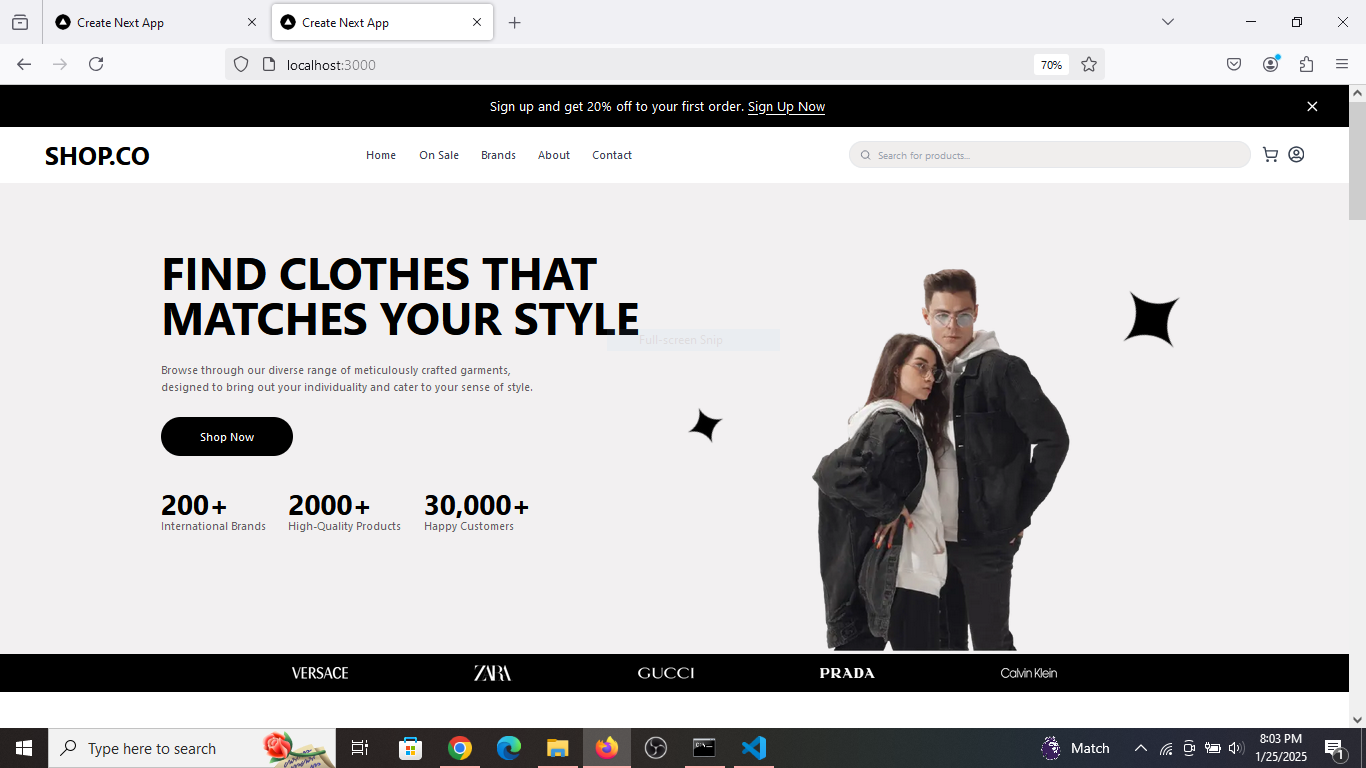 Create Next App
Create Next App
localhost:3000
70%
Sign up and get 20% off to your first order. Sign Up Now
SHOP.CO
Home On Sale Brands About Contact
Search for products...
FIND CLOTHES THAT
MATCHES YOUR STYLE
Full-screen Snip
Browse through our diverse range of meticulously crafted garments,
designed to bring out your individuality and cater to your sense of style.
Shop Now
200+ 2000+ 30,000+
International Brands High-Quality Products Happy Customers
VERSACE ZARA GUCCI PRADA Calvin Klein
Type here to search
Match
8:03 PM
1/25/2025
1